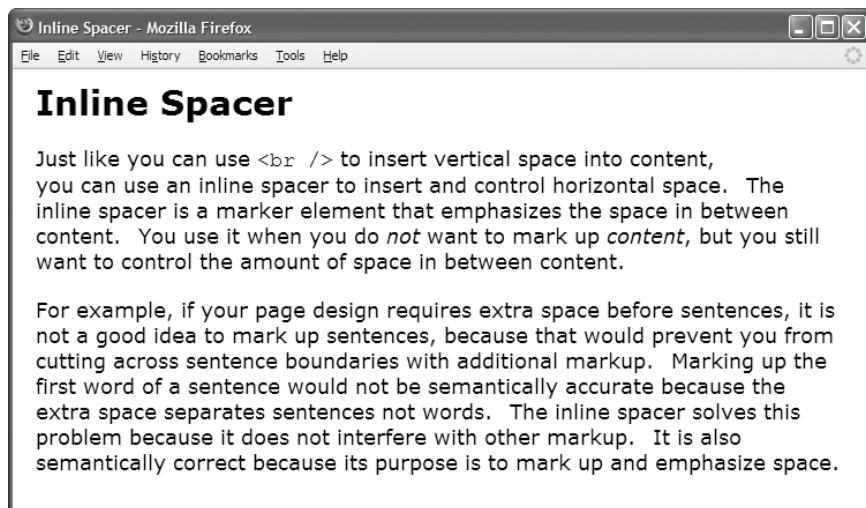 Inline Spacer - Mozilla Firefox
File Edit View History Bookmarks Tools Help
Inline Spacer
Just like you can use <br /> to insert vertical space into content,
you can use an inline spacer to insert and control horizontal space.  The
inline spacer is a marker element that emphasizes the space in between
content.  You use it when you do not want to mark up content, but you still
want to control the amount of space in between content.
For example, if your page design requires extra space before sentences, it is
not a good idea to mark up sentences, because that would prevent you from
cutting across sentence boundaries with additional markup.  Marking up the
first word of a sentence would not be semantically accurate because the
extra space separates sentences not words.  The inline spacer solves this
problem because it does not interfere with other markup.  It is also
semantically correct because its purpose is to mark up and emphasize space.